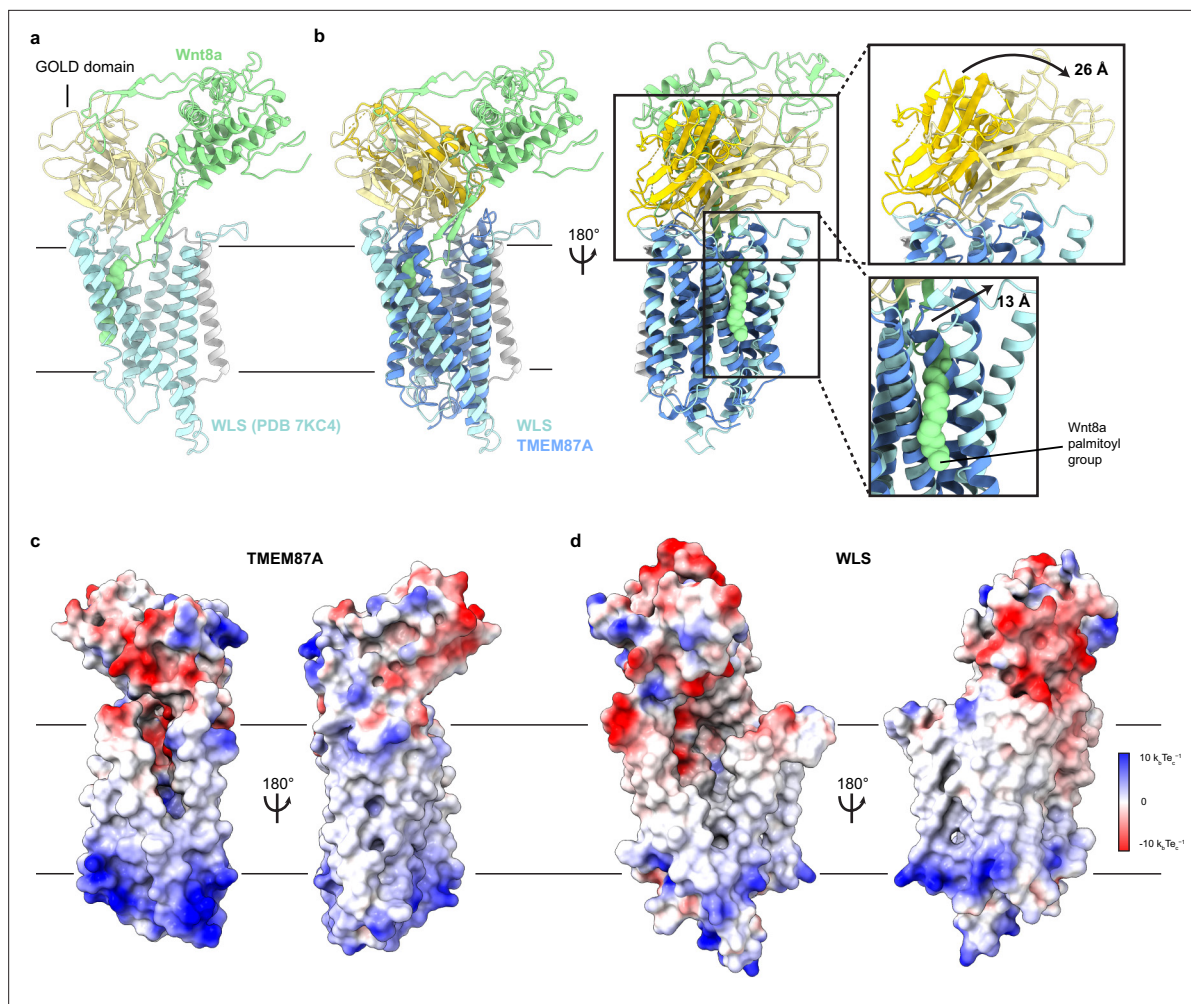 a
b
Wnt8a
GOLD domain
26 Å
180°
13 Å
WLS (PDB 7KC4)
WLS
TMEM87A
Wnt8a
palmitoyl
group
c
TMEM87A
d
WLS
180°
180°
10 kbTec⁻¹
0
-10 kbTec⁻¹